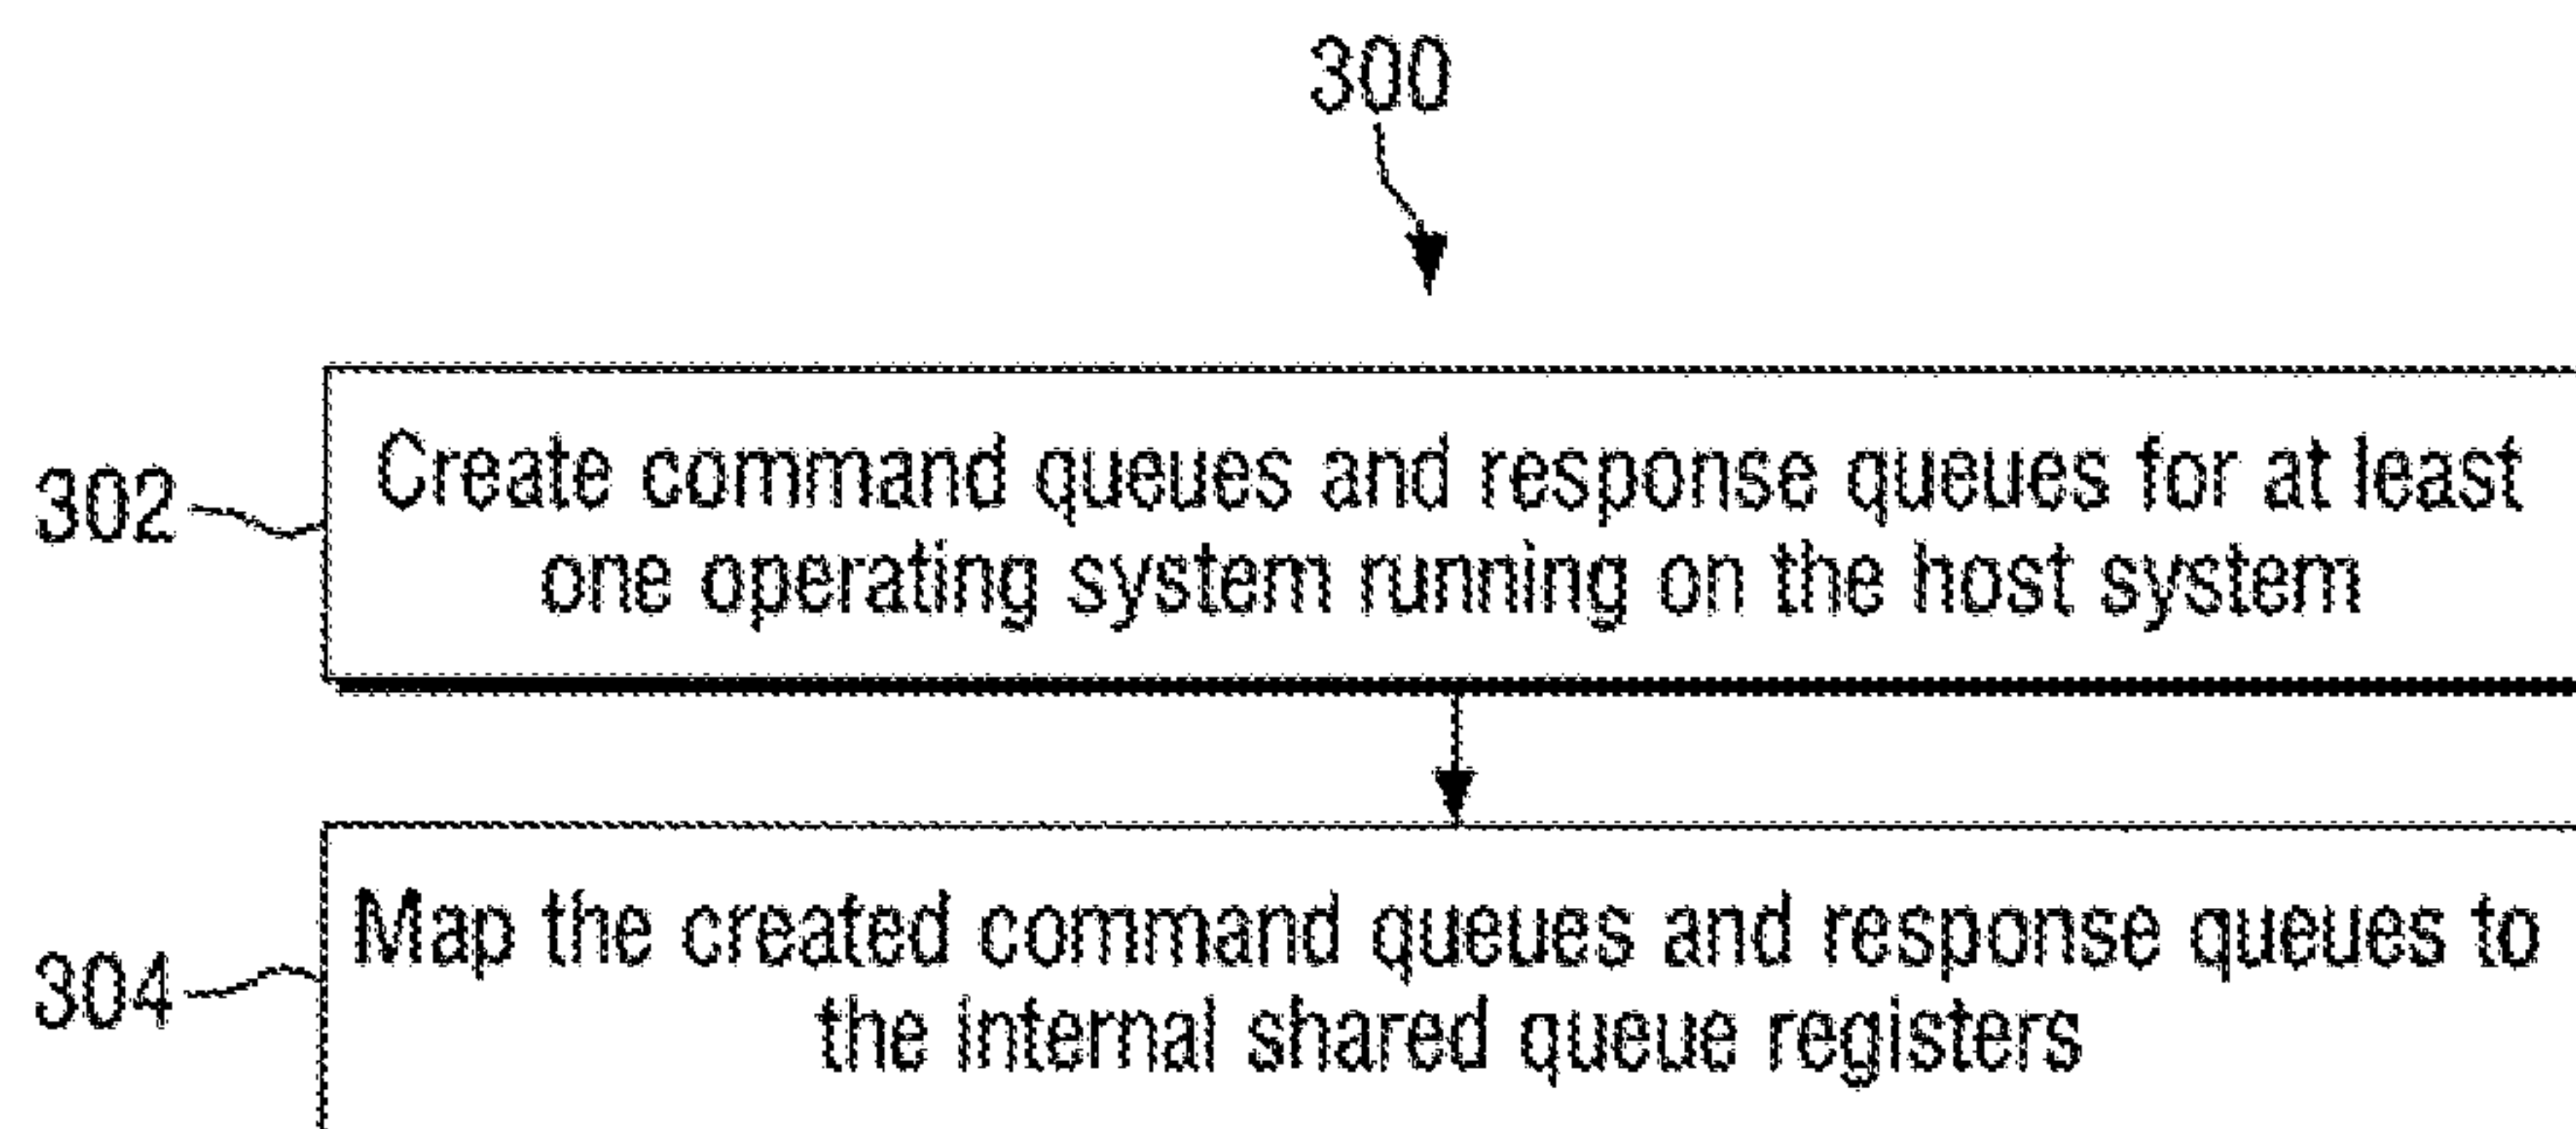 300
302
Create command queues and response queues for at least
one operating system running on the host system
304
Map the created command queues and response queues to
the internal shared queue registers